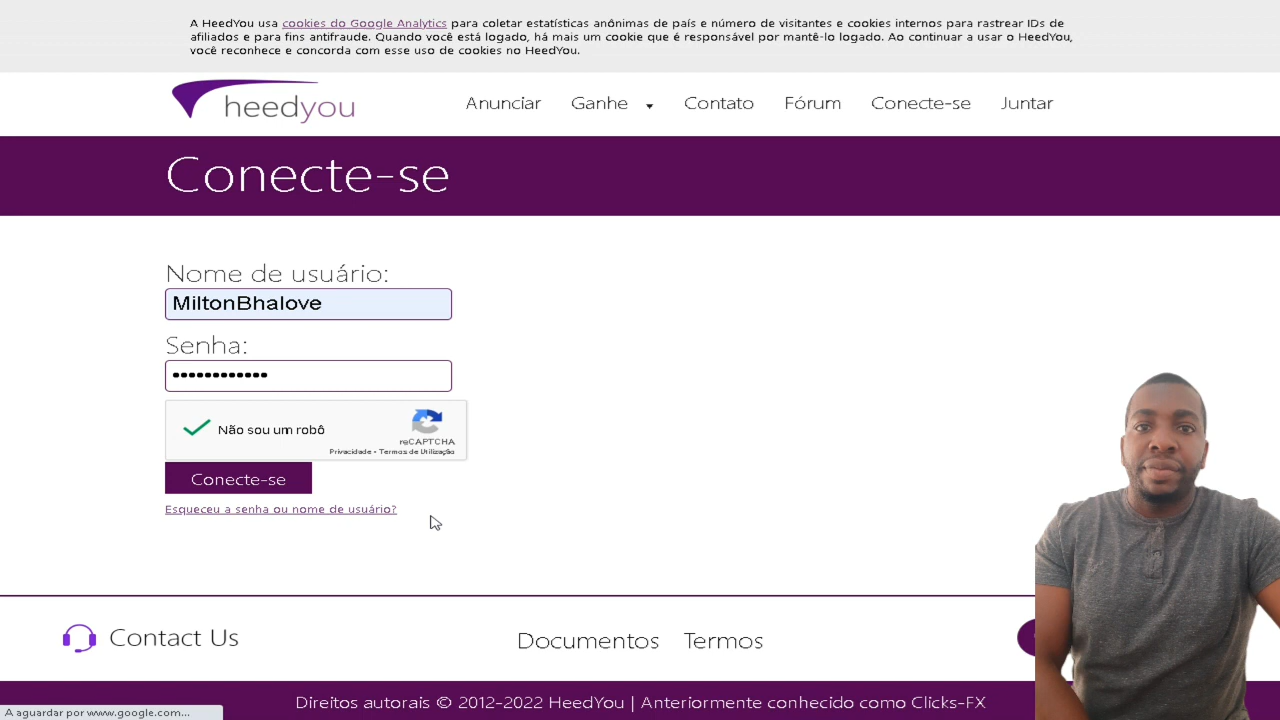 A HeedYou usa cookies do Google Analytics para coletar estatísticas anônimas de país e número de visitantes e cookies internos para rastrear IDs de
afiliados e para fins antifraude. Quando você está logado, há mais um cookie que é responsável por mantê-lo logado. Ao continuar a usar o HeedYou,
você reconhece e concorda com esse uso de cookies no HeedYou.
heedyou
Anunciar Ganhe Contato Fórum Conecte-se Juntar
Conecte-se
Nome de usuário:
MiltonBhalove
Senha:
••••••••••••
Não sou um robô
reCAPTCHA
Privacidade - Termos de Utilização
Conecte-se
Esqueceu a senha ou nome de usuário?
Contact Us
Documentos Termos
Direitos autorais © 2012-2022 HeedYou | Anteriormente conhecido como Clicks-FX
A aguardar por www.google.com...